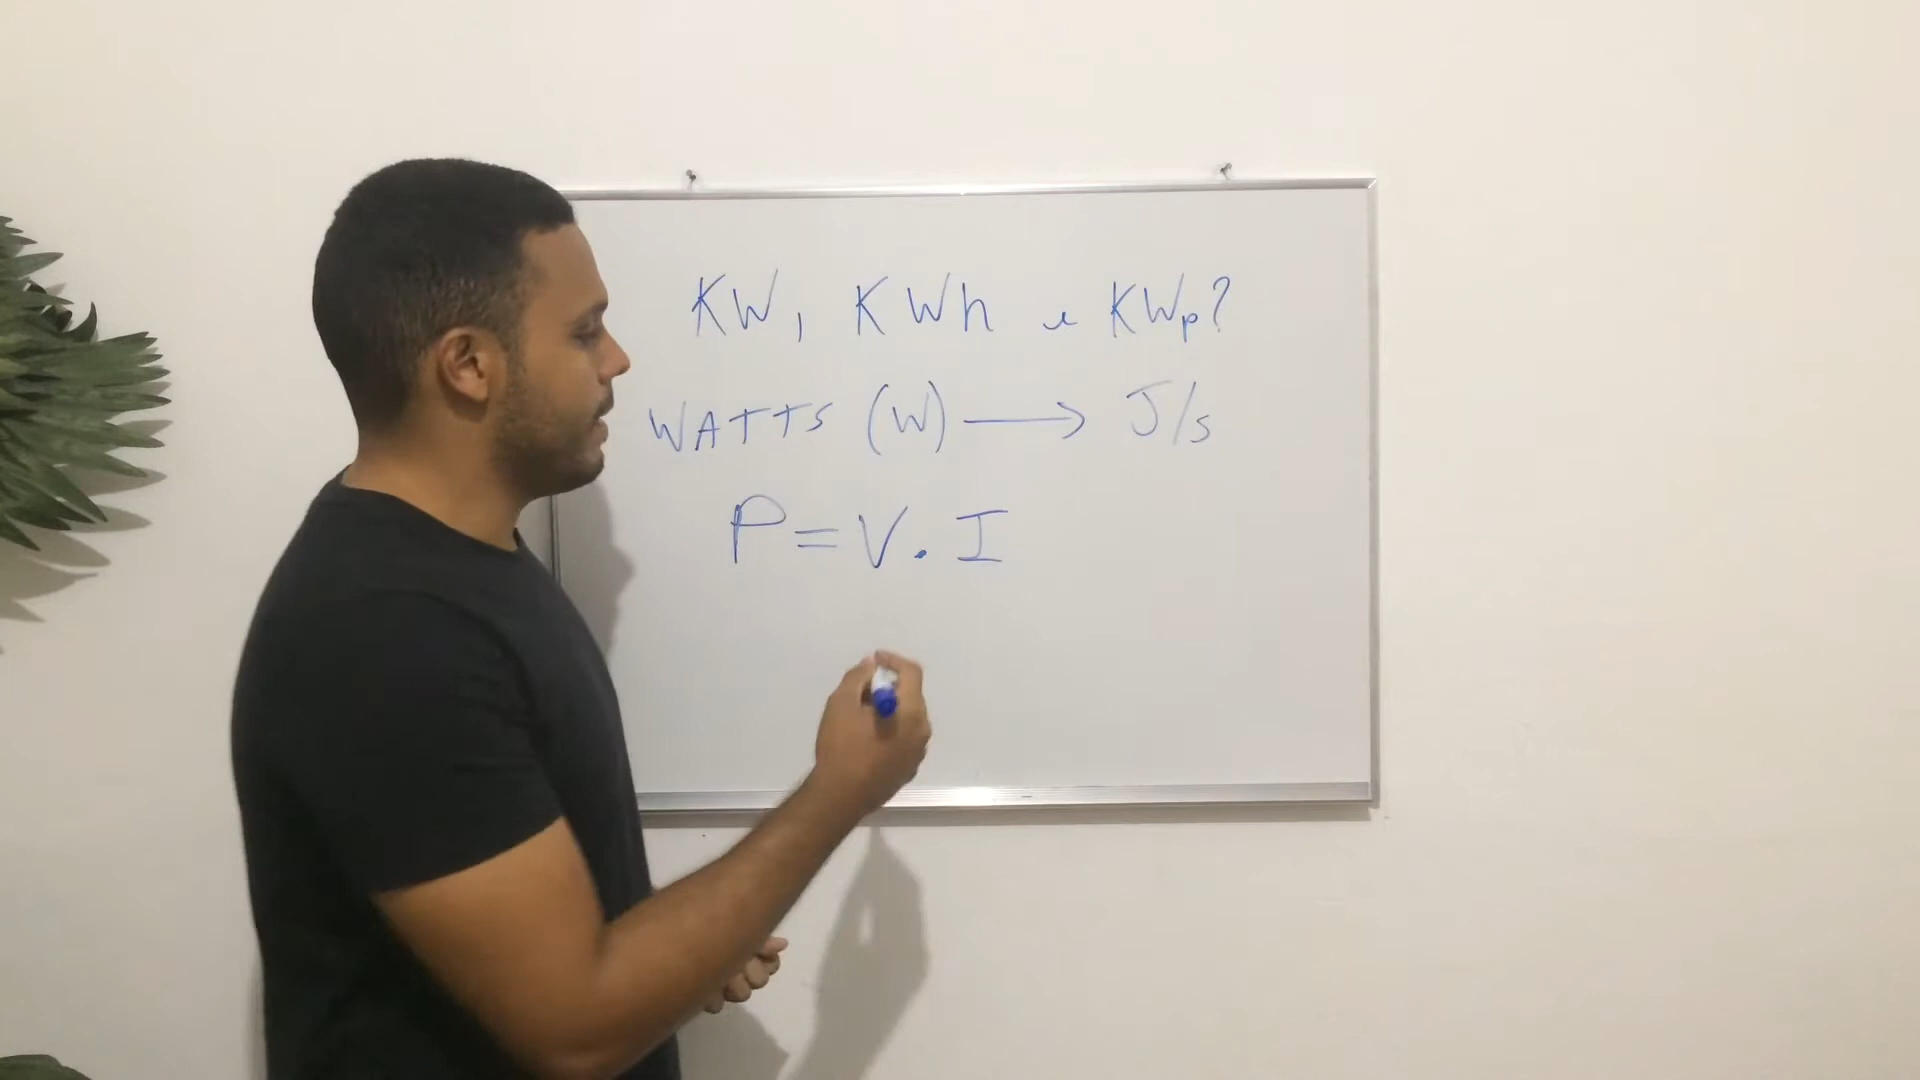 KW, KWh e KWp?
WATTS (W) → J/s
P = V . I